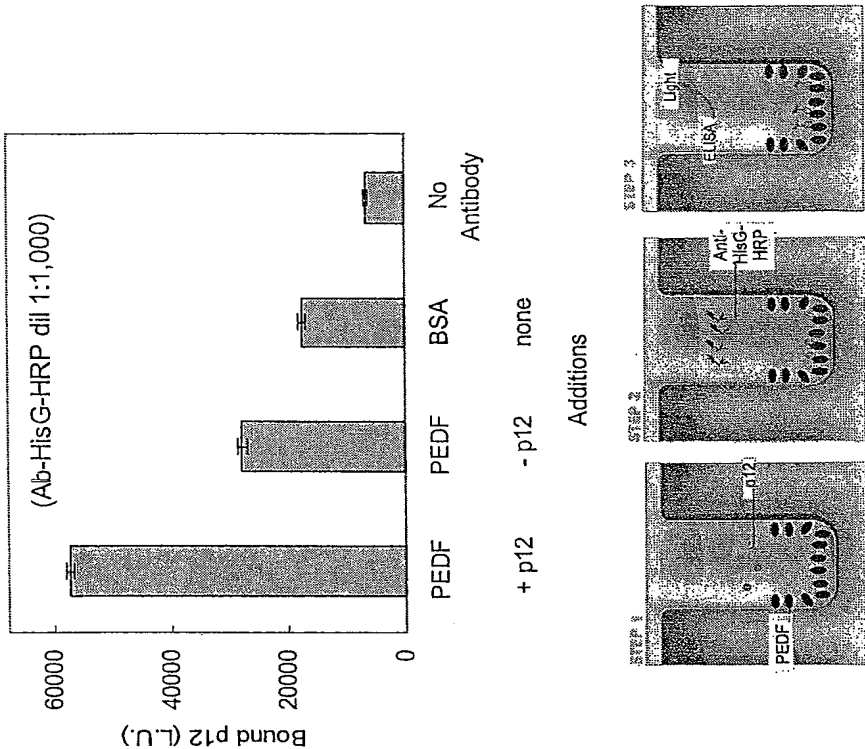 (Ab-HisG-HRP dil 1:1,000)
Bound p12 (L.U.)
60000
40000
20000
0
PEDF PEDF BSA No Antibody
+ p12 - p12 none
Additions
STEP 1
PEDF
p12
STEP 2
Anti-
HisG-
HRP
STEP 3
Light
ELISA